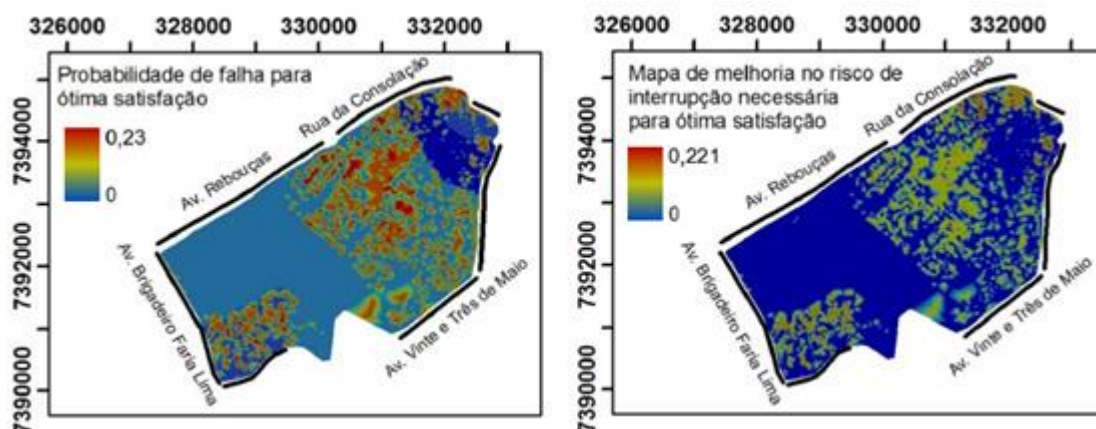 326000 328000 330000 332000
Probabilidade de falha para
ótima satisfação
0,23
0
Rua da Consolação
Av. Rebouças
Av. Brigadeiro Faria Lima
Av. Vinte e Três de Maio
7394000
7392000
7390000
326000 328000 330000 332000
Mapa de melhoria no risco de
interrupção necessária
para ótima satisfação
0,221
0
Rua da Consolação
Av. Rebouças
Av. Brigadeiro Faria Lima
Av. Vinte e Três de Maio
7394000
7392000
7390000